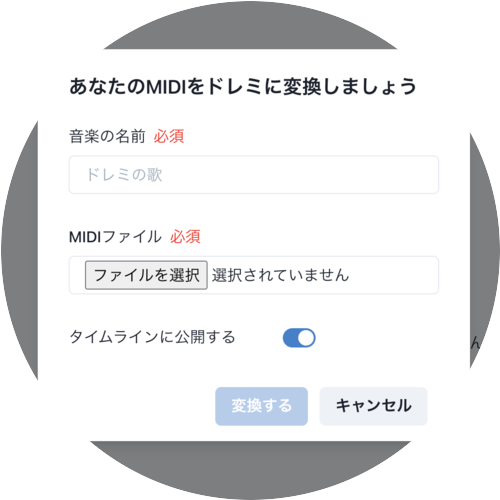 あなたのMIDIをドレミに変換しましょう
音楽の名前 必須
ドレミの歌
MIDIファイル 必須
ファイルを選択 選択されていません
タイムラインに公開する
ん
変換する キャンセル